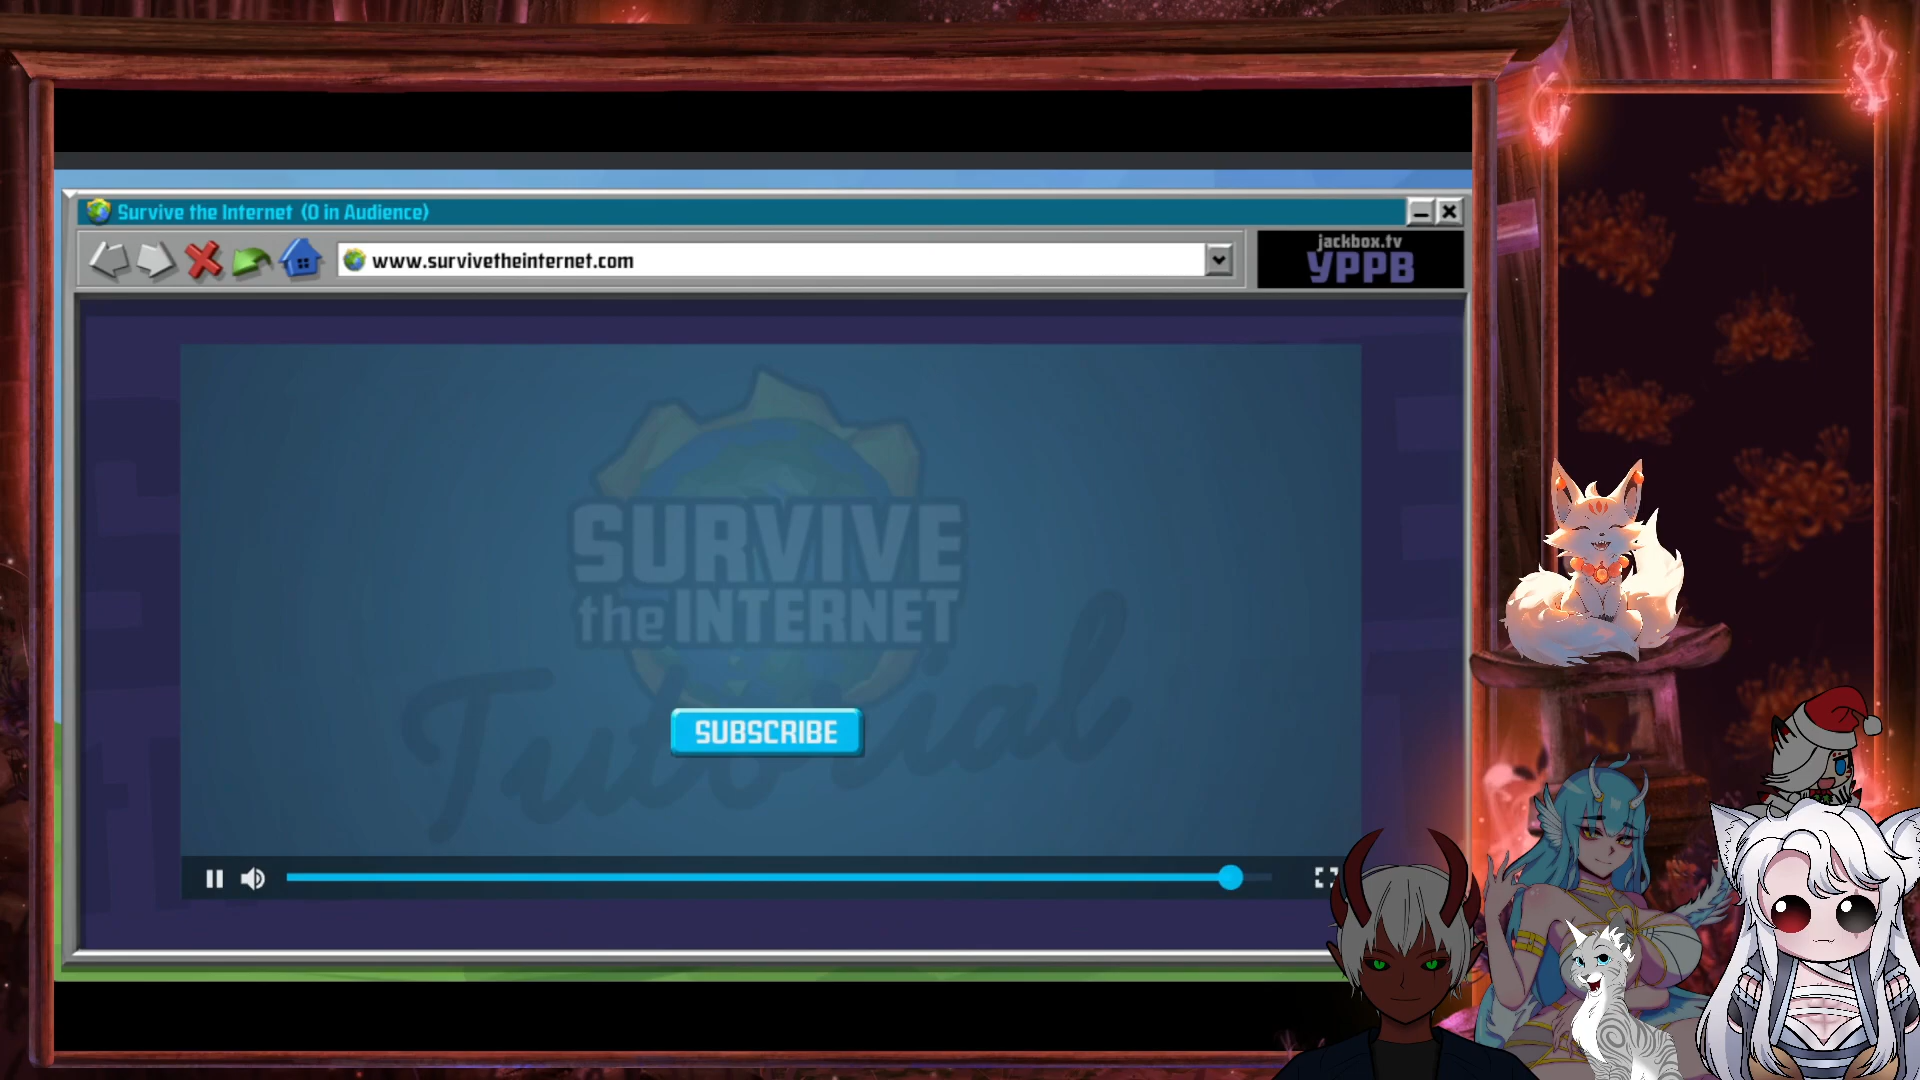 Survive the Internet (0 in Audience)
www.survivetheinternet.com
jackbox.tv
YPPB
SURVIVE
the INTERNET
Tutorial
SUBSCRIBE